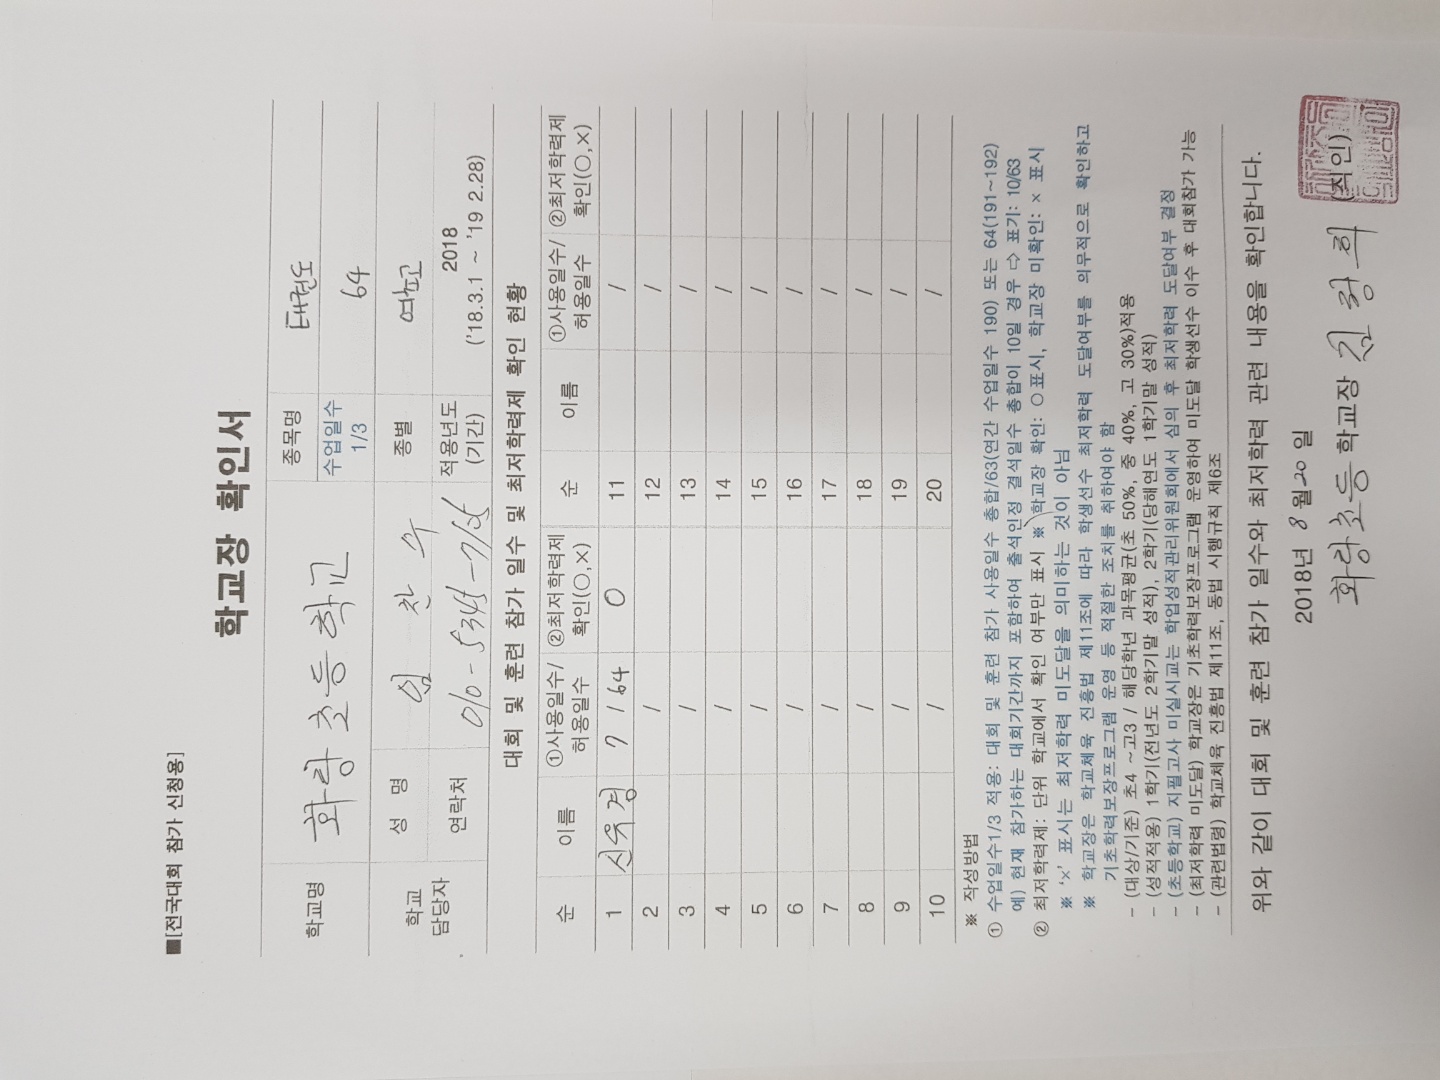 ■[전국대회 참가 신청용]
학교장 확인서
학교명 화랑초등학교 종목명 태권도
수업일수 1/3 64
학교 담당자 성 명 임찬수 종별 여초고
연락처 적용년도 (기간) 2018 ('18.3.1 ~ '19 2.28)
대회 및 훈련 참가 일수 및 최저학력제 확인 현황
순 이름 ①사용일수/허용일수 ②최저학력제 확인(○,×) 순 이름 ①사용일수/허용일수 ②최저학력제 확인(○,×)
1 신유경 7 / 64 O 11 /
2 / 12 /
3 / 13 /
4 / 14 /
5 / 15 /
6 / 16 /
7 / 17 /
8 / 18 /
9 / 19 /
10 / 20 /
※ 작성방법
① 수업일수1/3 적용: 대회 및 훈련 참가 사용일수 총합/63(연간 수업일수 190) 또는 64(191~192)
예) 현재 참가하는 대회기간까지 포함하여 출석인정 결석일수 총합이 10일 경우 ⇨ 표기: 10/63
② 최저학력제: 단위 학교에서 확인 여부만 표시 ※ 학교장 확인: ○표시, 학교장 미확인: × 표시
※ '×' 표시는 최저학력 미도달을 의미하는 것이 아님
※ 학교장은 학교체육 진흥법 제11조에 따라 학생선수 최저학력 도달여부를 의무적으로 확인하고
기초학력보장프로그램 운영 등 적절한 조치를 취하여야 함
- (대상/기준) 초4 ~고3 / 해당학년 과목평균(초 50%, 중 40%, 고 30%)적용
- (성적적용) 1학기(전년도 2학기말 성적), 2학기(당해연도 1학기말 성적)
- (초등학교) 지필고사 미실시교는 학업성적관리위원회에서 심의 후 최저학력 도달여부 결정
- (최저학력 미도달) 학교장은 기초학력보장프로그램 운영하여 미도달 학생선수 이수 후 대회참가 가능
- (관련법령) 학교체육 진흥법 제11조, 동법 시행규칙 제6조
위와 같이 대회 및 훈련 참가 일수와 최저학력 관련 내용을 확인합니다.
2018년 8월 20일
화랑초등학교장 (직인)